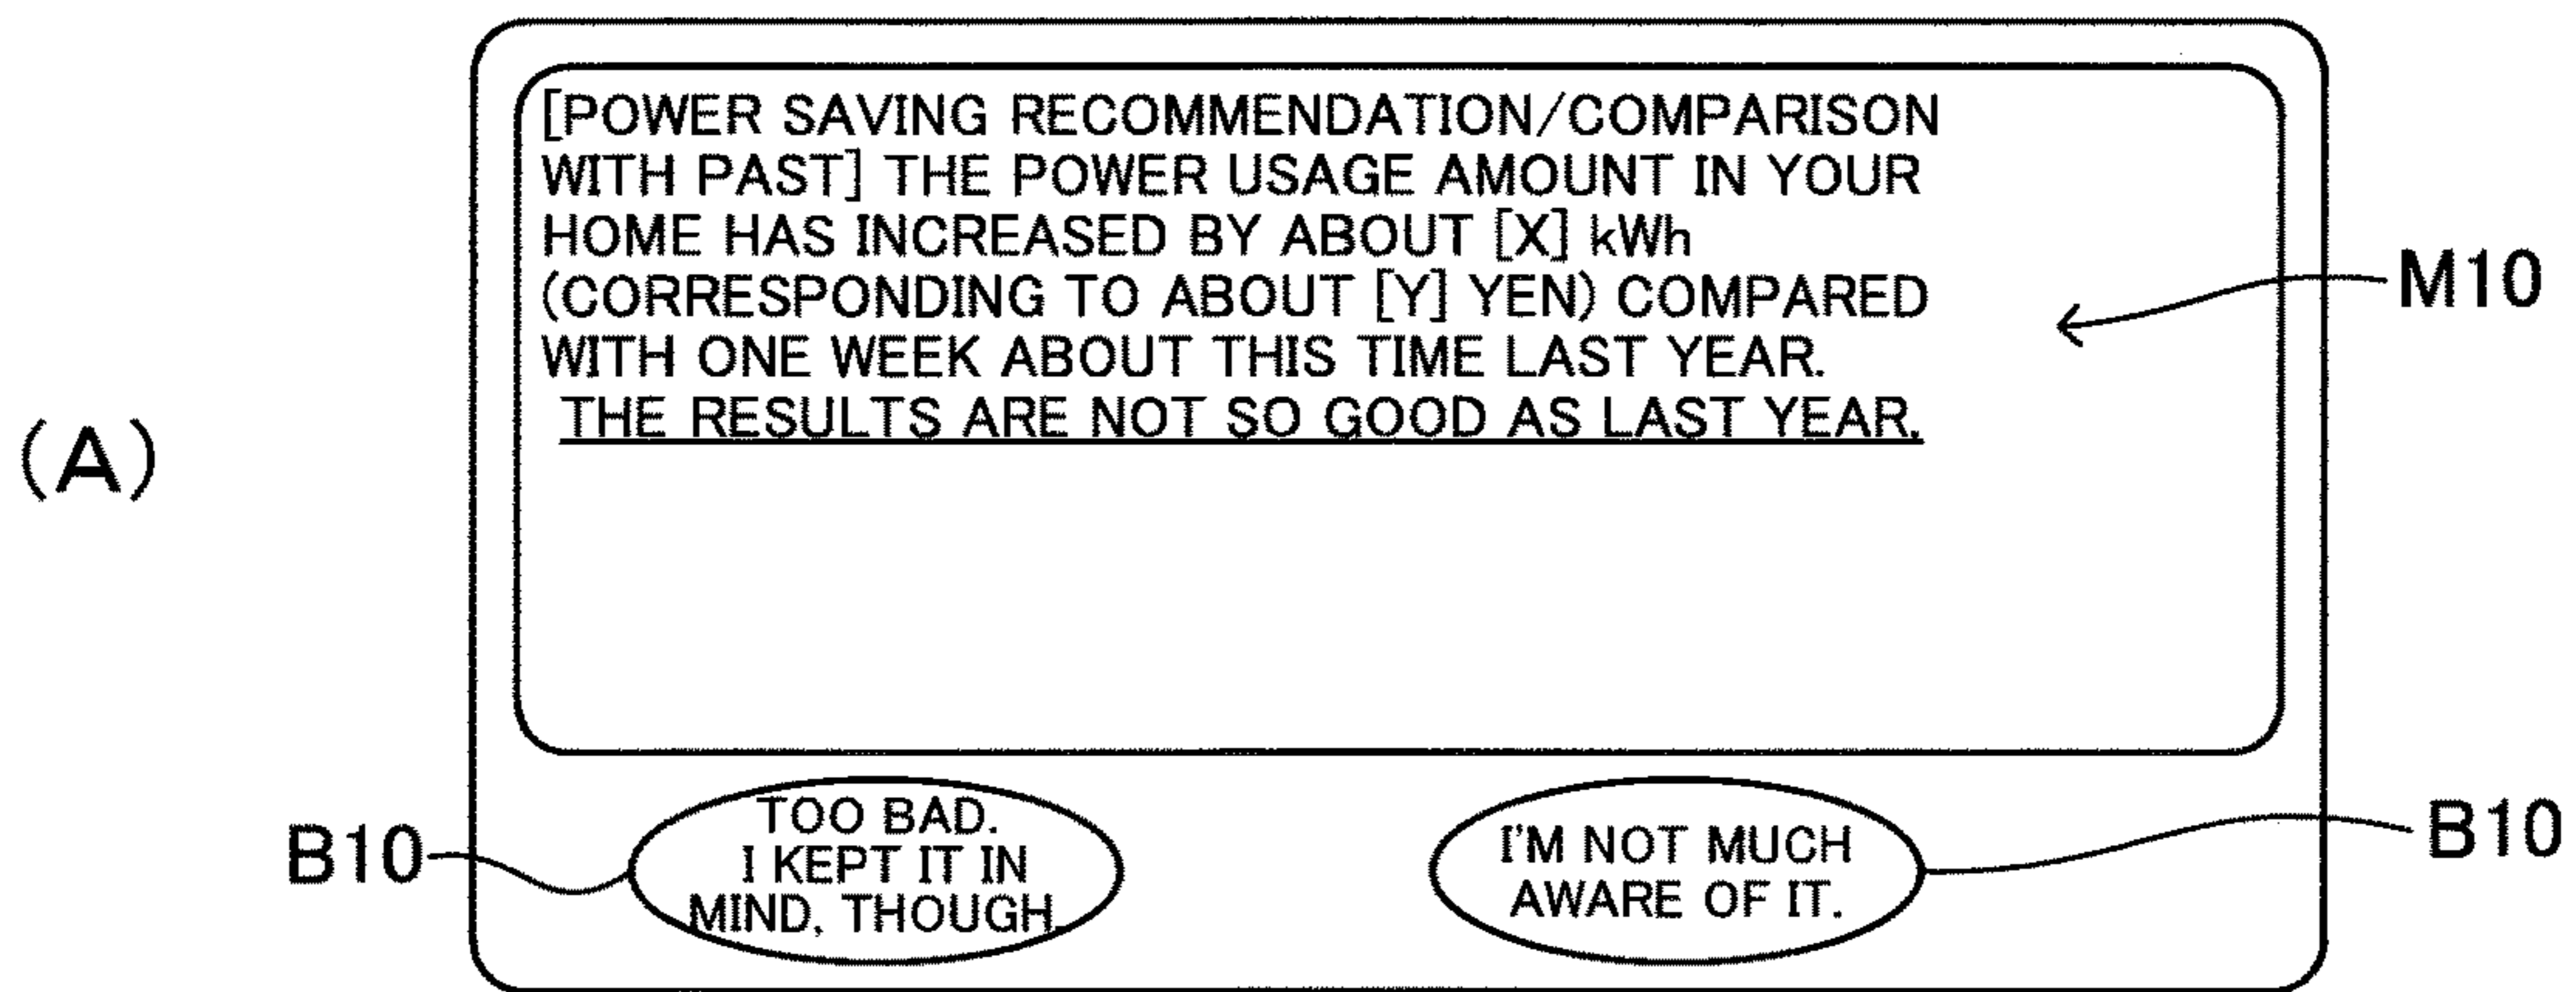 [POWER SAVING RECOMMENDATION/COMPARISON
WITH PAST] THE POWER USAGE AMOUNT IN YOUR
HOME HAS INCREASED BY ABOUT [X] kWh
(CORRESPONDING TO ABOUT [Y] YEN) COMPARED
WITH ONE WEEK ABOUT THIS TIME LAST YEAR.
THE RESULTS ARE NOT SO GOOD AS LAST YEAR.
M10
(A)
TOO BAD.
I KEPT IT IN
MIND, THOUGH.
B10
I'M NOT MUCH
AWARE OF IT.
B10